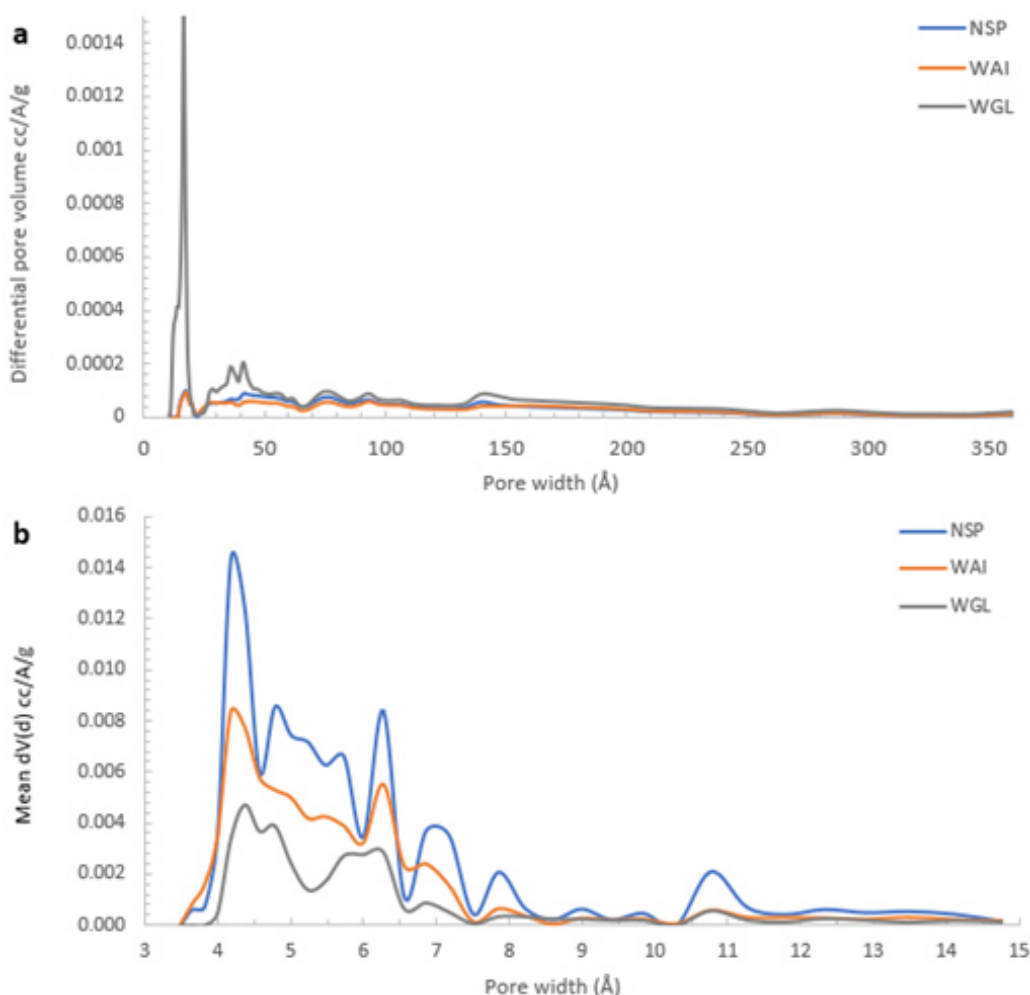 a
Differential pore volume cc/A/g
0.0014
0.0012
0.001
0.0008
0.0006
0.0004
0.0002
0
NSP
WAI
WGL
0 50 100 150 200 250 300 350
Pore width (Å)
b
Mean dV(d) cc/A/g
0.016
0.014
0.012
0.010
0.008
0.006
0.004
0.002
0.000
NSP
WAI
WGL
3 4 5 6 7 8 9 10 11 12 13 14 15
Pore width (Å)